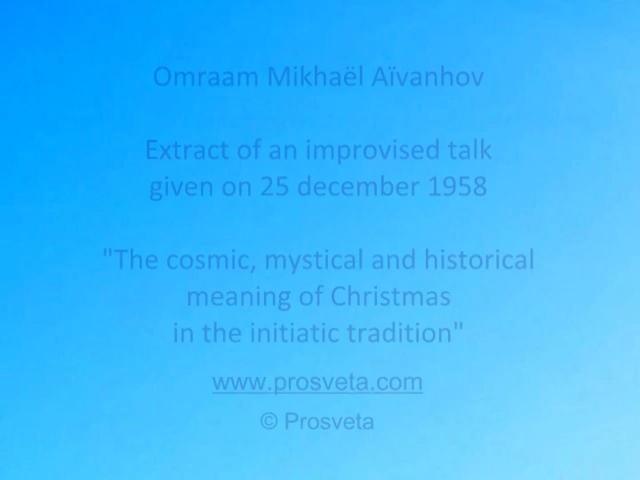 Omraam Mikhaël Aïvanhov
Extract of an improvised talk
given on 25 december 1958
"The cosmic, mystical and historical
meaning of Christmas
in the initiatic tradition"
www.prosveta.com
© Prosveta